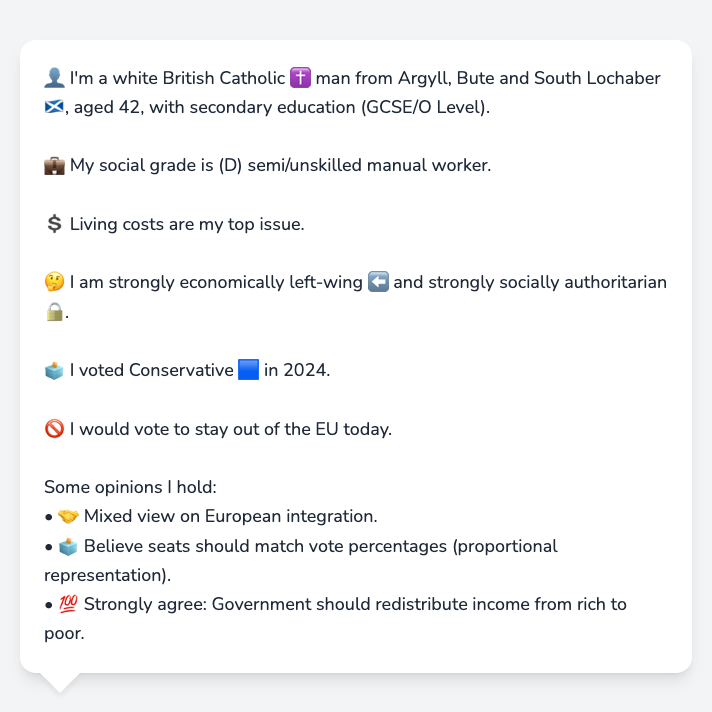 👤 I'm a white British Catholic ✝️ man from Argyll, Bute and South Lochaber
🏴󠁧󠁢󠁳󠁣󠁴󠁿, aged 42, with secondary education (GCSE/O Level).
💼 My social grade is (D) semi/unskilled manual worker.
💲 Living costs are my top issue.
🤔 I am strongly economically left-wing ⬅️ and strongly socially authoritarian
🔒.
🗳️ I voted Conservative 🟦 in 2024.
🚫 I would vote to stay out of the EU today.
Some opinions I hold:
• 🤝 Mixed view on European integration.
• 🗳️ Believe seats should match vote percentages (proportional
representation).
• 💯 Strongly agree: Government should redistribute income from rich to
poor.